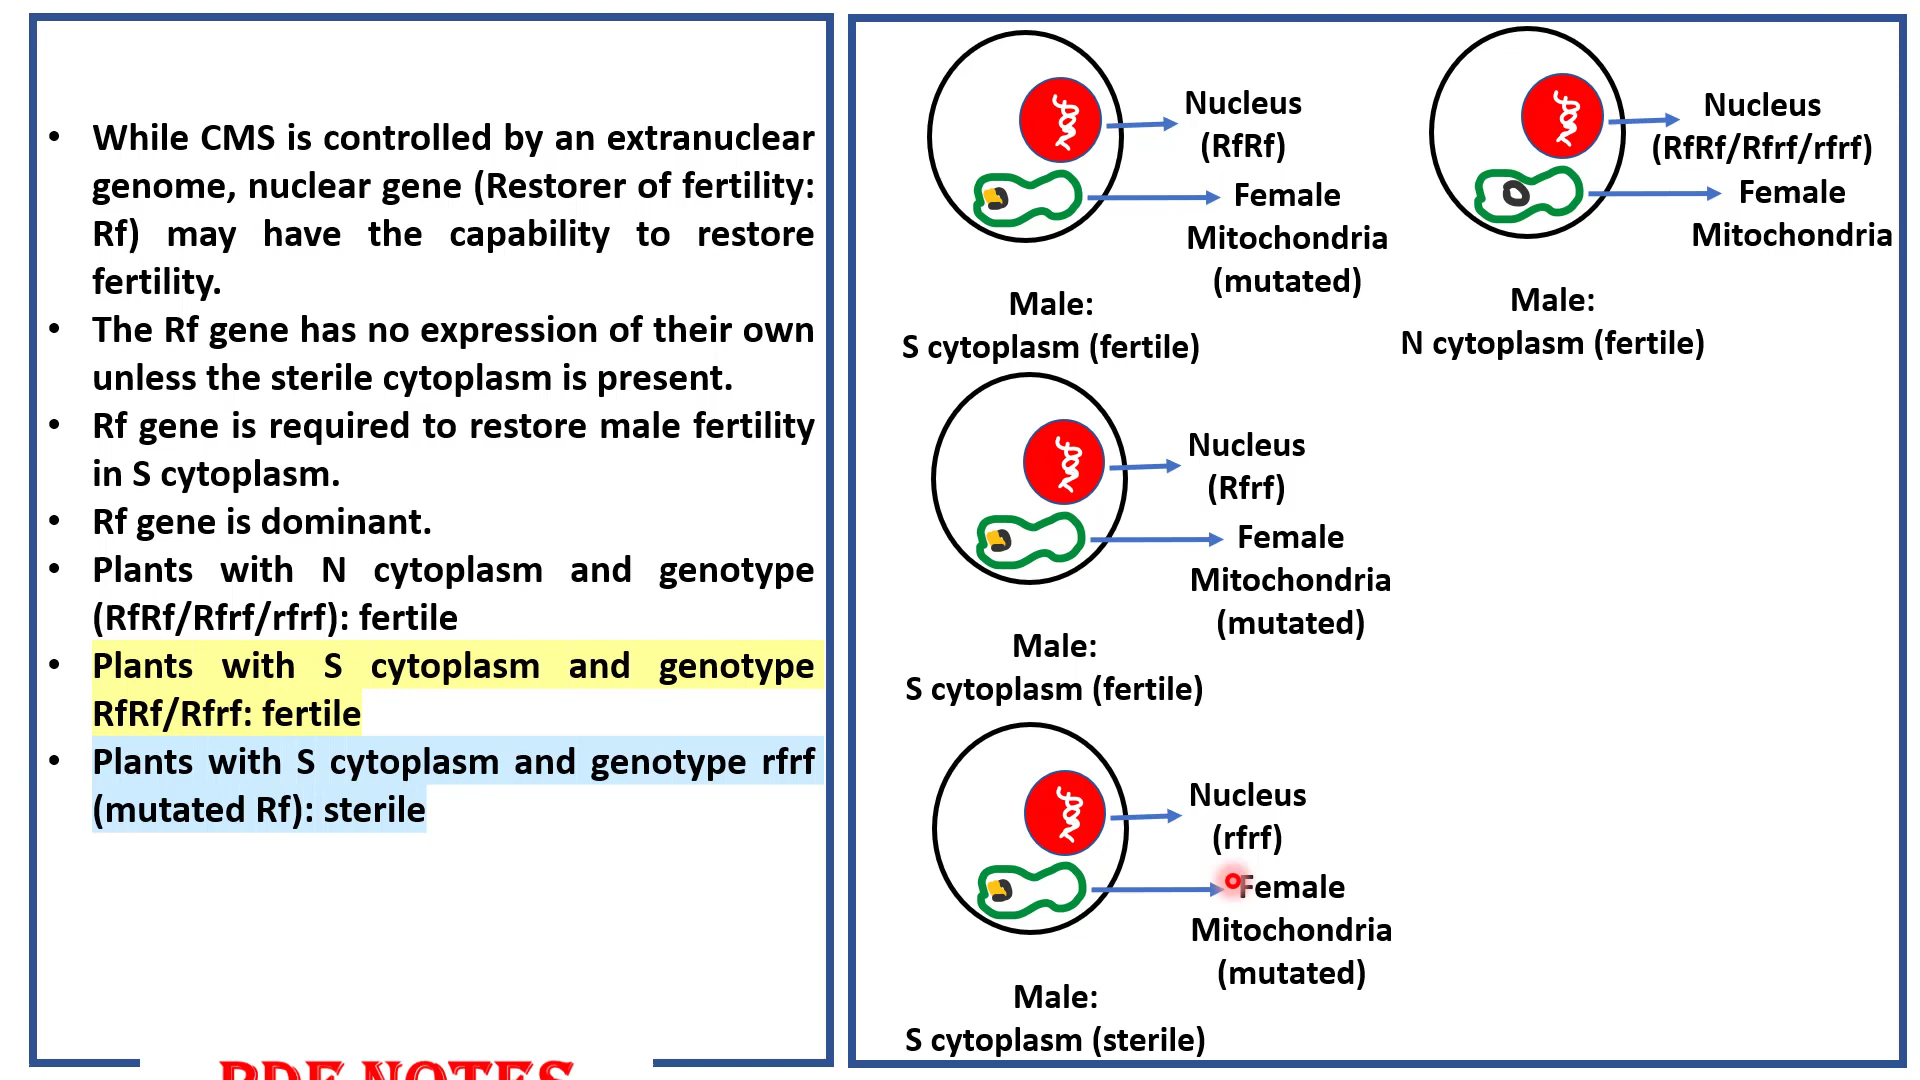 • While CMS is controlled by an extranuclear
genome, nuclear gene (Restorer of fertility:
Rf) may have the capability to restore
fertility.
• The Rf gene has no expression of their own
unless the sterile cytoplasm is present.
• Rf gene is required to restore male fertility
in S cytoplasm.
• Rf gene is dominant.
• Plants with N cytoplasm and genotype
(RfRf/Rfrf/rfrf): fertile
• Plants with S cytoplasm and genotype
RfRf/Rfrf: fertile
• Plants with S cytoplasm and genotype rfrf
(mutated Rf): sterile
PDF NOTES
Nucleus
(RfRf)
Female
Mitochondria
(mutated)
Male:
S cytoplasm (fertile)
Nucleus
(RfRf/Rfrf/rfrf)
Female
Mitochondria
Male:
N cytoplasm (fertile)
Nucleus
(Rfrf)
Female
Mitochondria
(mutated)
Male:
S cytoplasm (fertile)
Nucleus
(rfrf)
Female
Mitochondria
(mutated)
Male:
S cytoplasm (sterile)